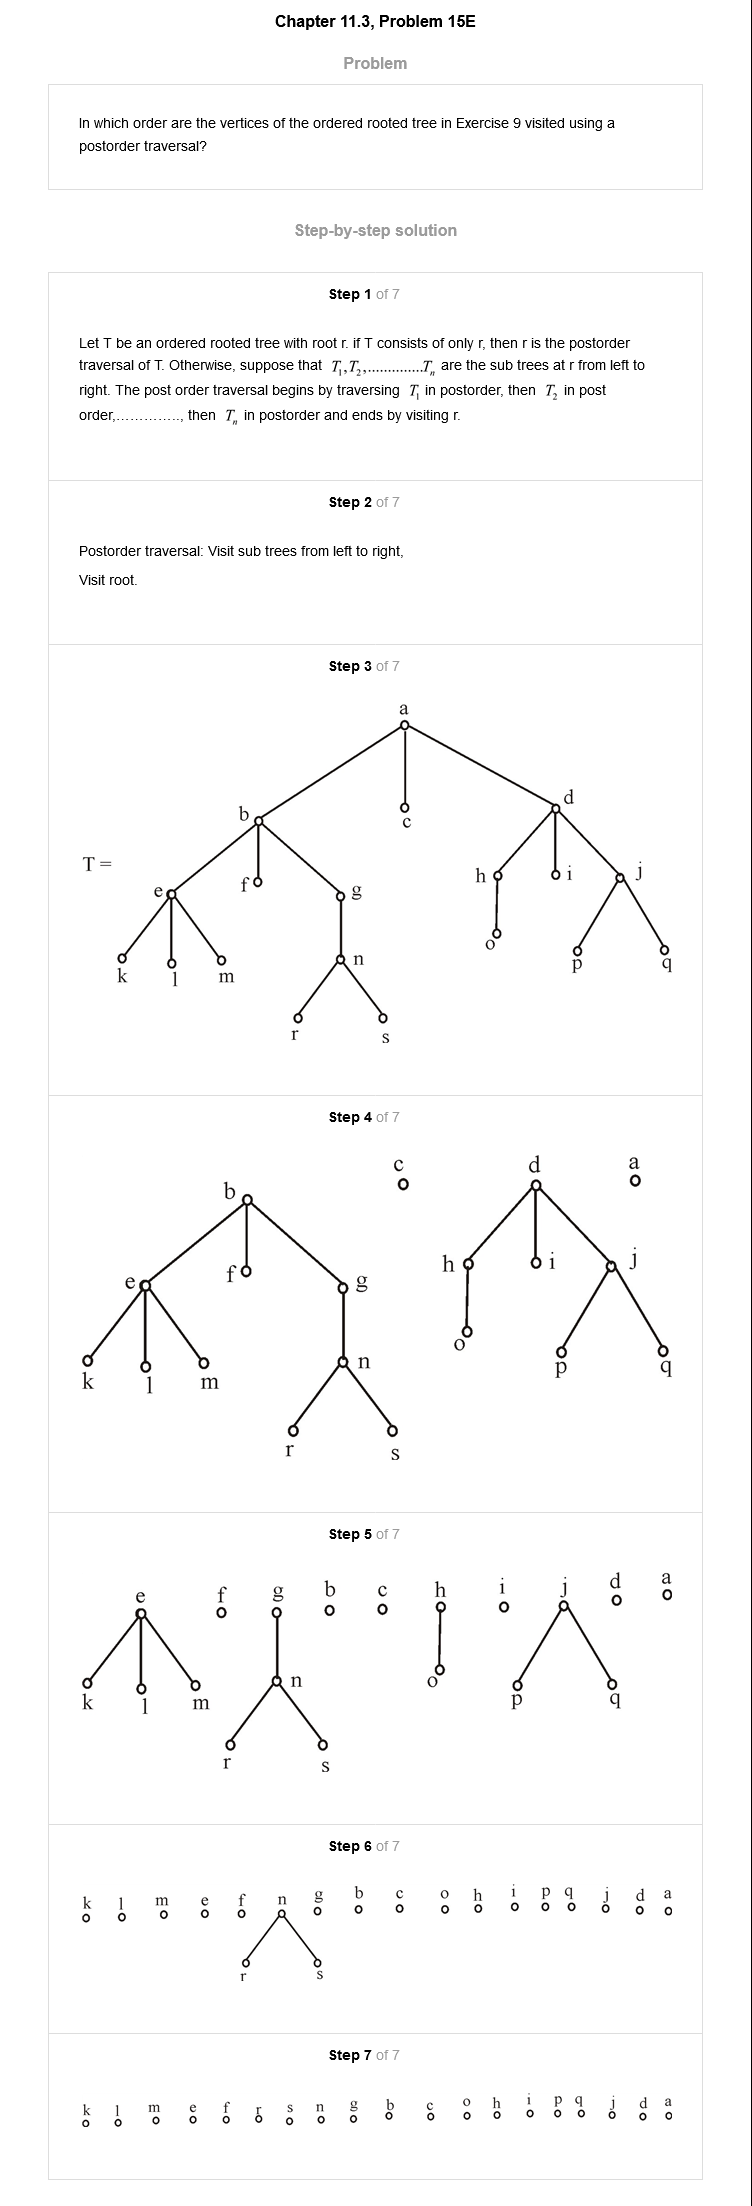 Chapter 11.3, Problem 15E
Problem
In which order are the vertices of the ordered rooted tree in Exercise 9 visited using a
postorder traversal?
Step-by-step solution
Step 1 of 7
Let T be an ordered rooted tree with root r. if T consists of only r, then r is the postorder
traversal of T. Otherwise, suppose that T₁,T₂,..............Tₙ are the sub trees at r from left to
right. The post order traversal begins by traversing T₁ in postorder, then T₂ in post
order,.............., then Tₙ in postorder and ends by visiting r.
Step 2 of 7
Postorder traversal: Visit sub trees from left to right,
Visit root.
Step 3 of 7
a
d
b
c
T =
e f g h i j
o
k l m n p q
r s
Step 4 of 7
c d a
b
e f g h i j
o
k l m n p q
r s
Step 5 of 7
e f g b c h i j d a
k l m n o p q
r s
Step 6 of 7
k l m e f n g b c o h i p q j d a
r s
Step 7 of 7
k l m e f r s n g b c o h i p q j d a